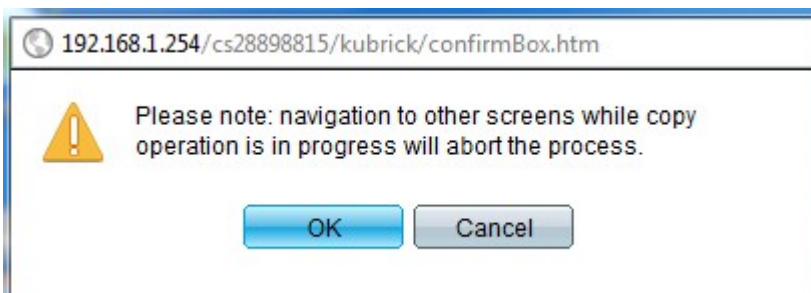 192.168.1.254/cs28898815/kubrick/confirmBox.htm
Please note: navigation to other screens while copy
operation is in progress will abort the process.
OK
Cancel